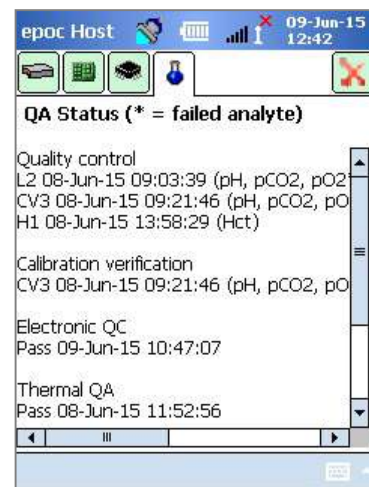 epoc Host
09-Jun-15
12:42
QA Status (* = failed analyte)
Quality control
L2 08-Jun-15 09:03:39 (pH, pCO2, pO2
CV3 08-Jun-15 09:21:46 (pH, pCO2, pO
H1 08-Jun-15 13:58:29 (Hct)
Calibration verification
CV3 08-Jun-15 09:21:46 (pH, pCO2, pO
Electronic QC
Pass 09-Jun-15 10:47:07
Thermal QA
Pass 08-Jun-15 11:52:56